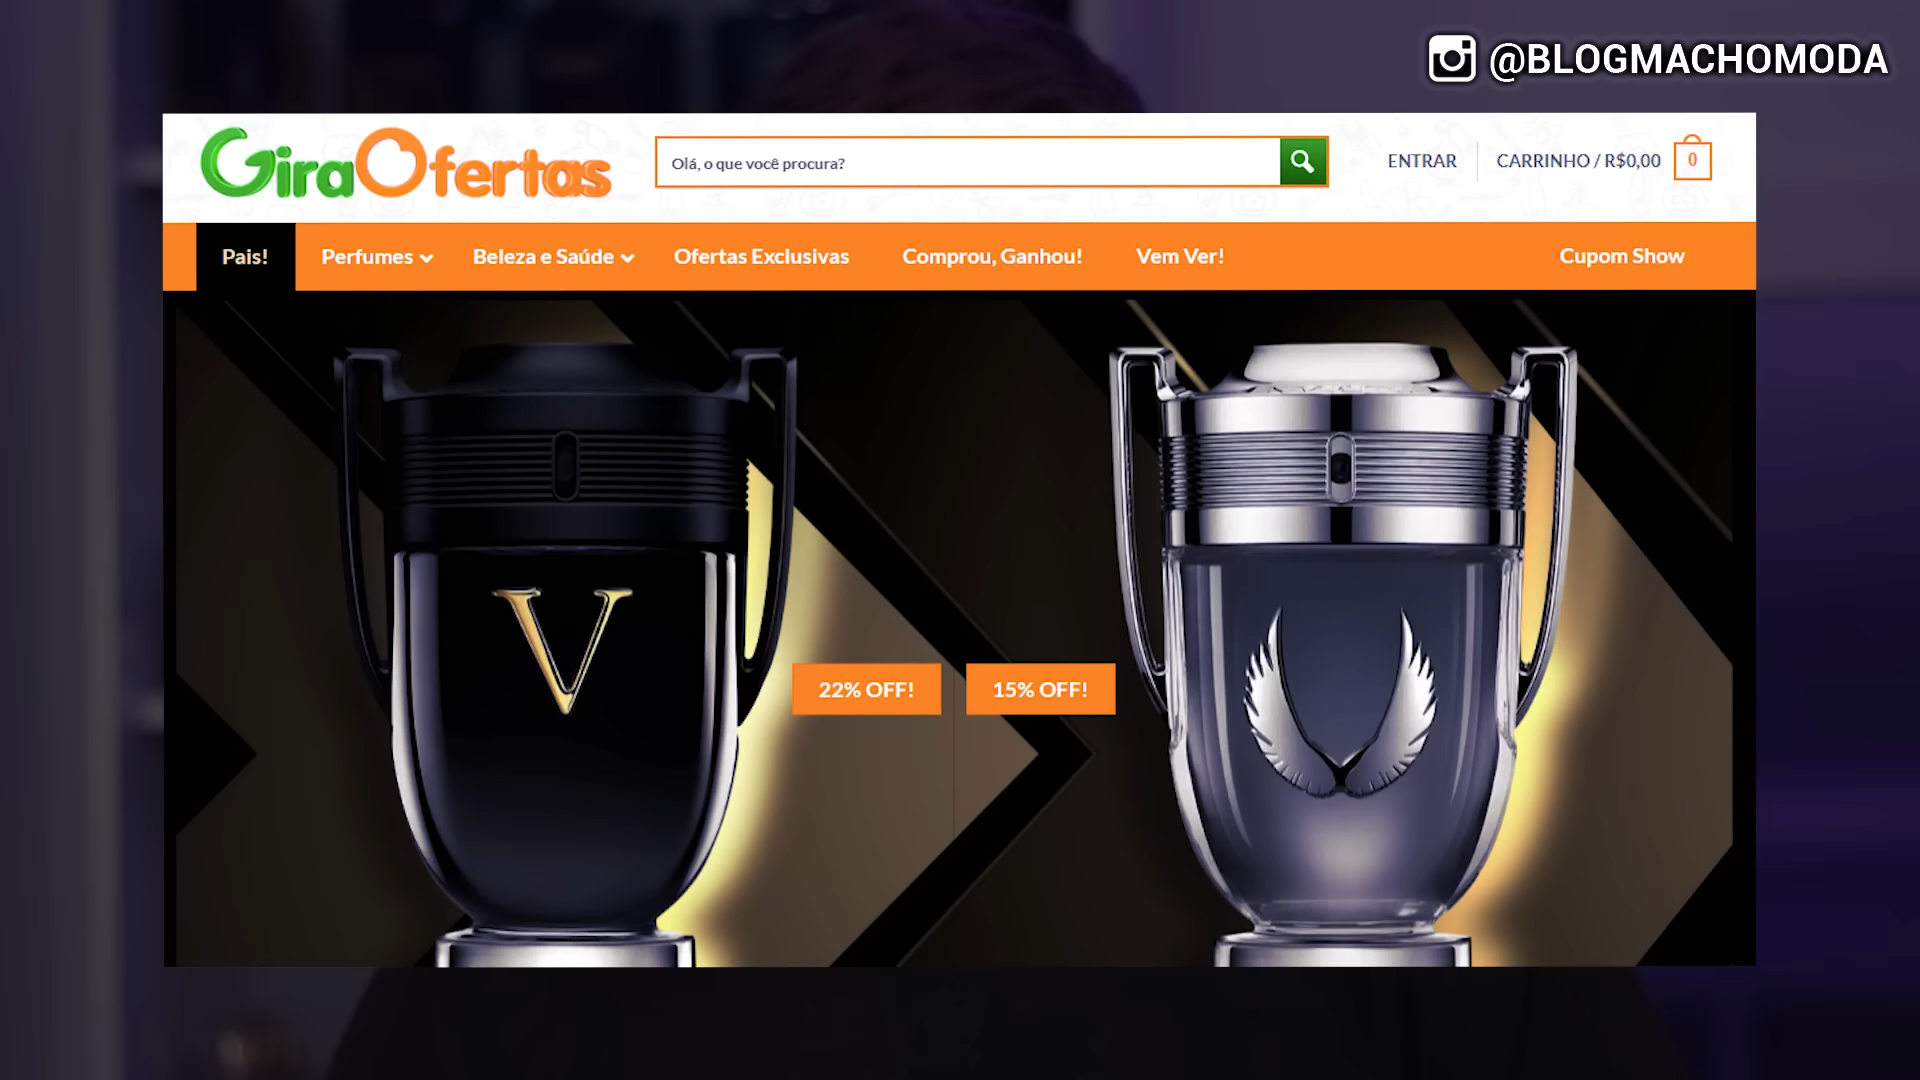 @BLOGMACHOMODA
GiraOfertas
Olá, o que você procura?
ENTRAR
CARRINHO / R$0,00
0
Pais!
Perfumes
Beleza e Saúde
Ofertas Exclusivas
Comprou, Ganhou!
Vem Ver!
Cupom Show
V
22% OFF!
15% OFF!